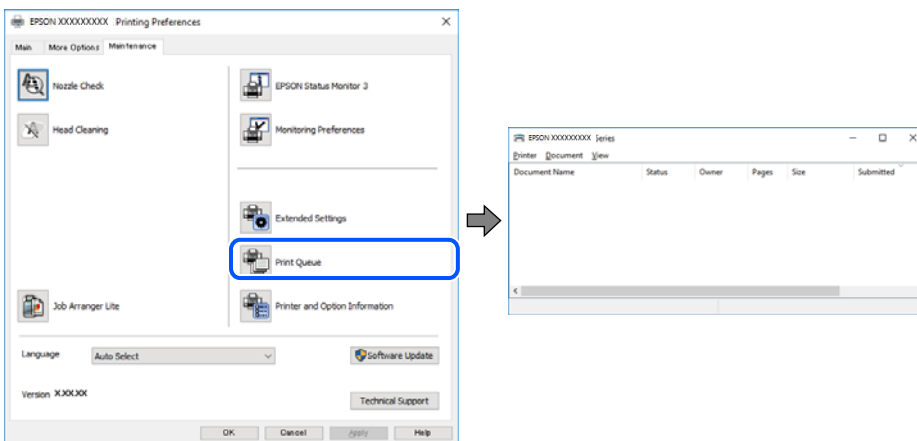 EPSON XXXXXXXXX Printing Preferences
Main More Options Maintenance
Nozzle Check
EPSON Status Monitor 3
Head Cleaning
Monitoring Preferences
Extended Settings
Print Queue
Job Arranger Lite
Printer and Option Information
Language Auto Select
Software Update
Version X.XX.XX
Technical Support
OK Cancel Apply Help
EPSON XXXXXXXXX Series
Printer Document View
Document Name Status Owner Pages Size Submitted